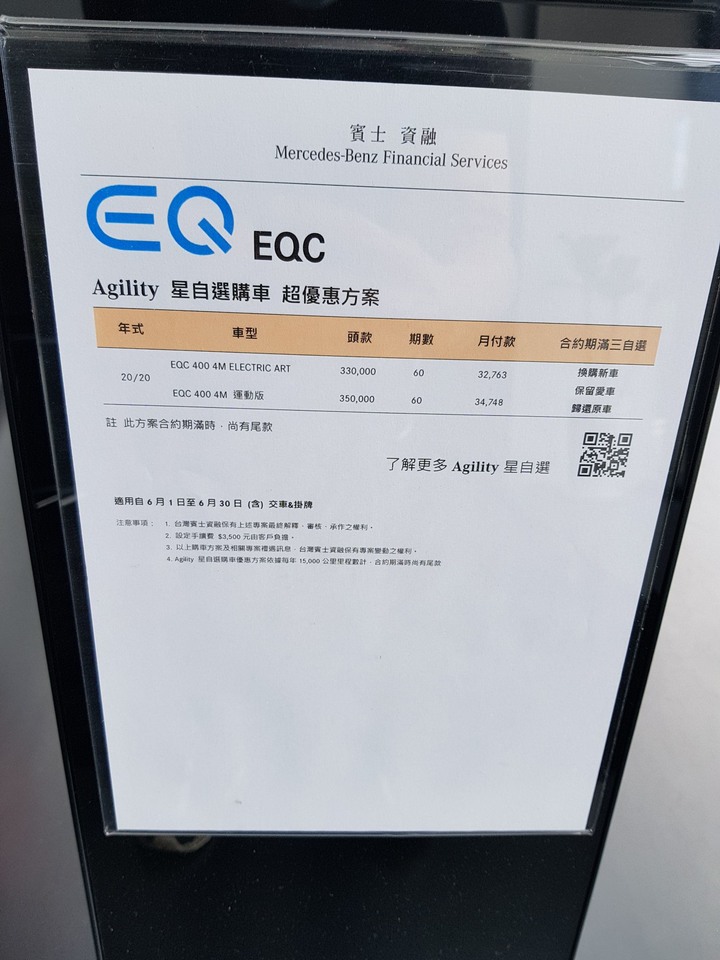 賓士 資融
Mercedes-Benz Financial Services
EQ EQC
Agility 星自選購車 超優惠方案
年式 車型 頭款 期數 月付款 合約期滿三自選
20/20 EQC 400 4M ELECTRIC ART 330,000 60 32,763 換購新車
保留愛車
EQC 400 4M 運動版 350,000 60 34,748 歸還原車
註 此方案合約期滿時，尚有尾款
了解更多 Agility 星自選
適用自 6 月 1 日至 6 月 30 日 (含) 交車&掛牌
注意事項： 1. 台灣賓士資融保有上述專案最終解釋、審核、承作之權利。
2. 設定手續費 $3,500 元由客戶負擔。
3. 以上購車方案及相關專案禮遇訊息，台灣賓士資融保有專案變動之權利。
4. Agility 星自選購車優惠方案依據每年 15,000 公里里程數計，合約期滿時尚有尾款